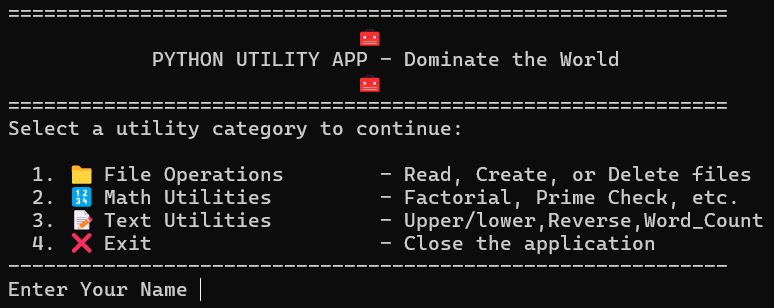 ============================================================
🧰
PYTHON UTILITY APP - Dominate the World
🧰
============================================================
Select a utility category to continue:
1. 📁 File Operations - Read, Create, or Delete files
2. 🔢 Math Utilities - Factorial, Prime Check, etc.
3. 📝 Text Utilities - Upper/lower,Reverse,Word_Count
4. ❌ Exit - Close the application
------------------------------------------------------------
Enter Your Name